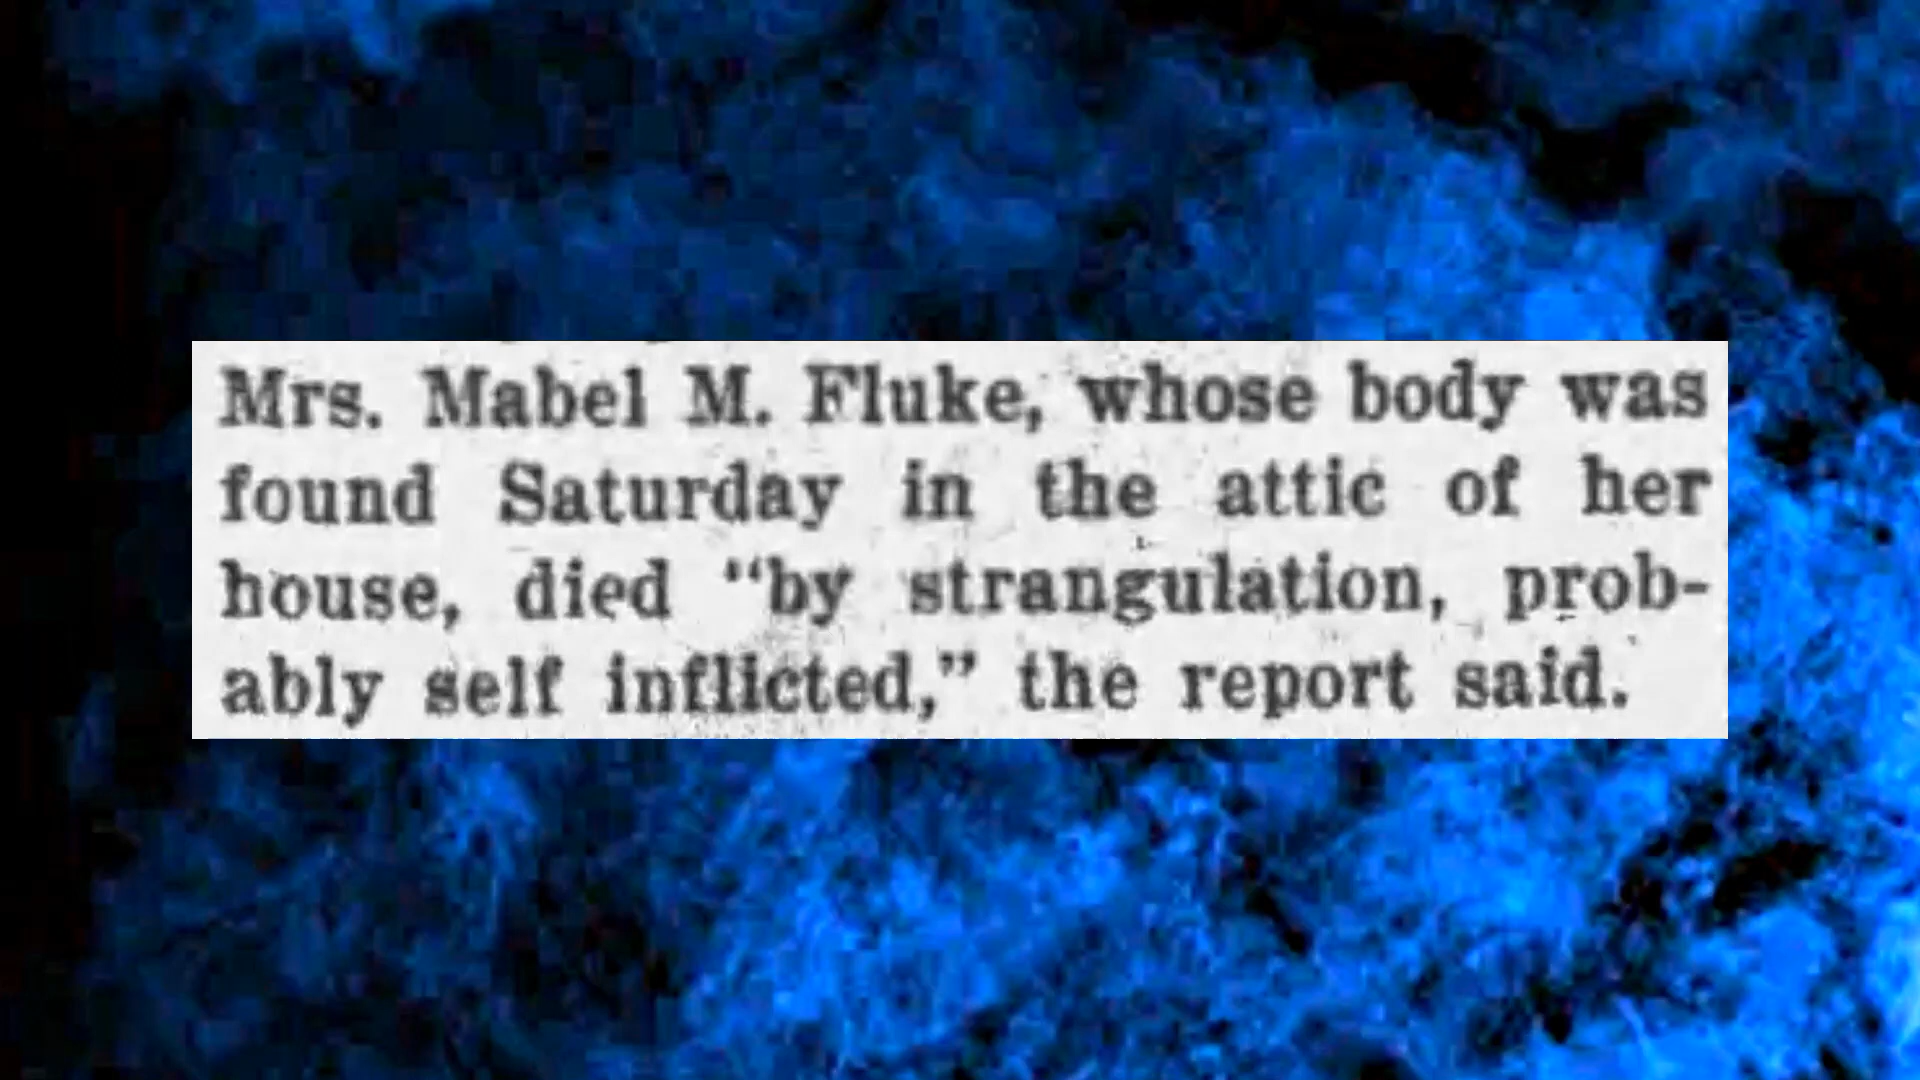 Mrs. Mabel M. Fluke, whose body was
found Saturday in the attic of her
house, died “by strangulation, prob-
ably self inflicted,” the report said.